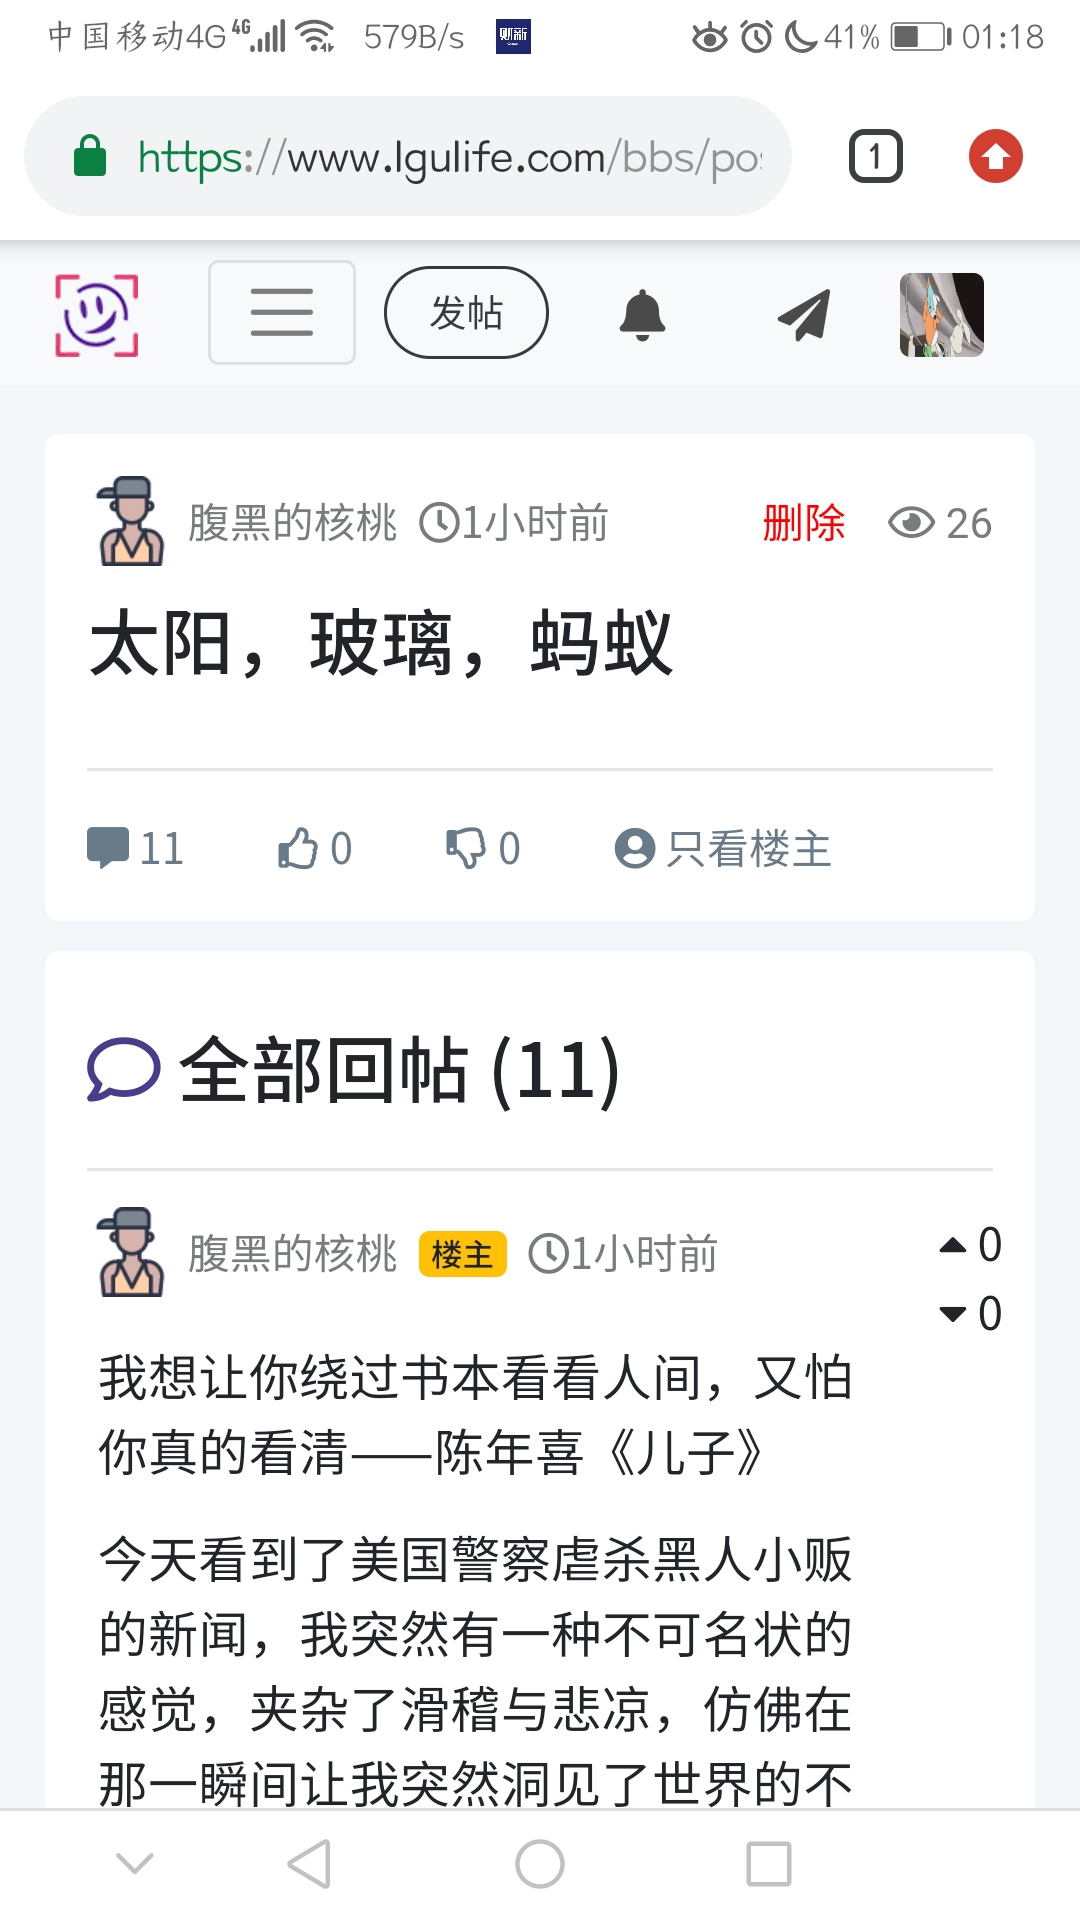 中国移动4G 4G 579B/s 财新 41% 01:18
https://www.lgulife.com/bbs/pos
1
发帖
腹黑的核桃 1小时前 删除 26
太阳，玻璃，蚂蚁
11 0 0 只看楼主
全部回帖 (11)
腹黑的核桃 楼主 1小时前 0
0
我想让你绕过书本看看人间，又怕
你真的看清——陈年喜《儿子》
今天看到了美国警察虐杀黑人小贩
的新闻，我突然有一种不可名状的
感觉，夹杂了滑稽与悲凉，仿佛在
那一瞬间让我突然洞见了世界的不